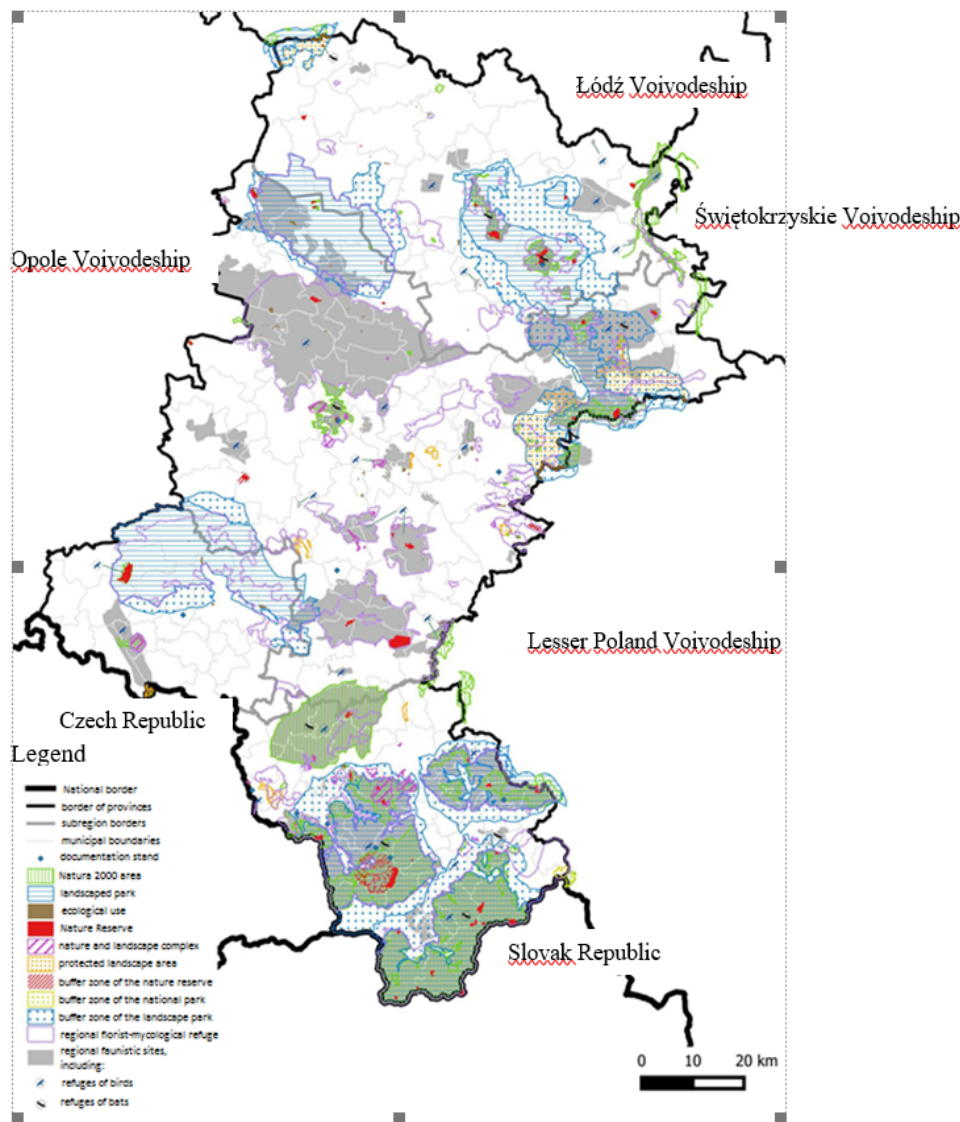 Łódź Voivodeship
Świętokrzyskie Voivodeship
Opole Voivodeship
Lesser Poland Voivodeship
Czech Republic
Legend
National border
border of provinces
subregion borders
municipal boundaries
documentation stand
Natura 2000 area
landscaped park
ecological use
Nature Reserve
nature and landscape complex
protected landscape area
buffer zone of the nature reserve
buffer zone of the national park
buffer zone of the landscape park
regional florist-mycological refuge
regional faunistic sites,
including:
refuges of birds
refuges of bats
Slovak Republic
0 10 20 km